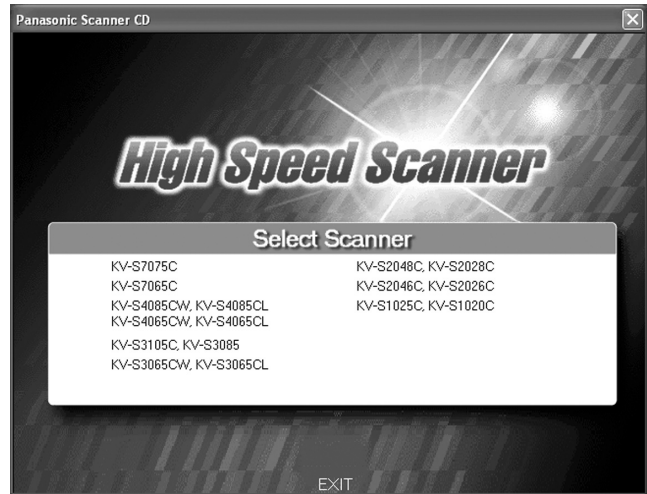 Panasonic Scanner CD
High Speed Scanner
Select Scanner
KV-S7075C
KV-S7065C
KV-S4085CW, KV-S4085CL
KV-S4065CW, KV-S4065CL
KV-S3105C, KV-S3085
KV-S3065CW, KV-S3065CL
KV-S2048C, KV-S2028C
KV-S2046C, KV-S2026C
KV-S1025C, KV-S1020C
EXIT